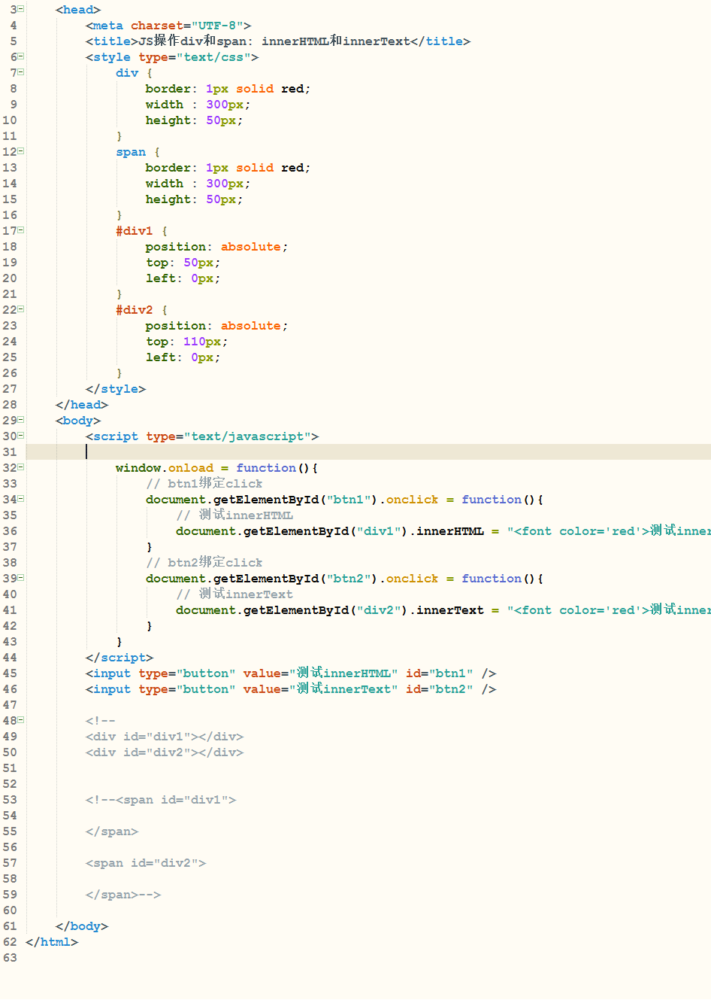 3 <head>
4 <meta charset="UTF-8">
5 <title>JS操作div和span: innerHTML和innerText</title>
6 <style type="text/css">
7 div {
8 border: 1px solid red;
9 width : 300px;
10 height: 50px;
11 }
12 span {
13 border: 1px solid red;
14 width : 300px;
15 height: 50px;
16 }
17 #div1 {
18 position: absolute;
19 top: 50px;
20 left: 0px;
21 }
22 #div2 {
23 position: absolute;
24 top: 110px;
25 left: 0px;
26 }
27 </style>
28 </head>
29 <body>
30 <script type="text/javascript">
31
32 window.onload = function(){
33 // btn1绑定click
34 document.getElementById("btn1").onclick = function(){
35 // 测试innerHTML
36 document.getElementById("div1").innerHTML = "<font color='red'>测试inner
37 }
38 // btn2绑定click
39 document.getElementById("btn2").onclick = function(){
40 // 测试innerText
41 document.getElementById("div2").innerText = "<font color='red'>测试inner
42 }
43 }
44 </script>
45 <input type="button" value="测试innerHTML" id="btn1" />
46 <input type="button" value="测试innerText" id="btn2" />
47
48 <!--
49 <div id="div1"></div>
50 <div id="div2"></div>
51
52
53 <!--<span id="div1">
54
55 </span>
56
57 <span id="div2">
58
59 </span>-->
60
61 </body>
62 </html>
63